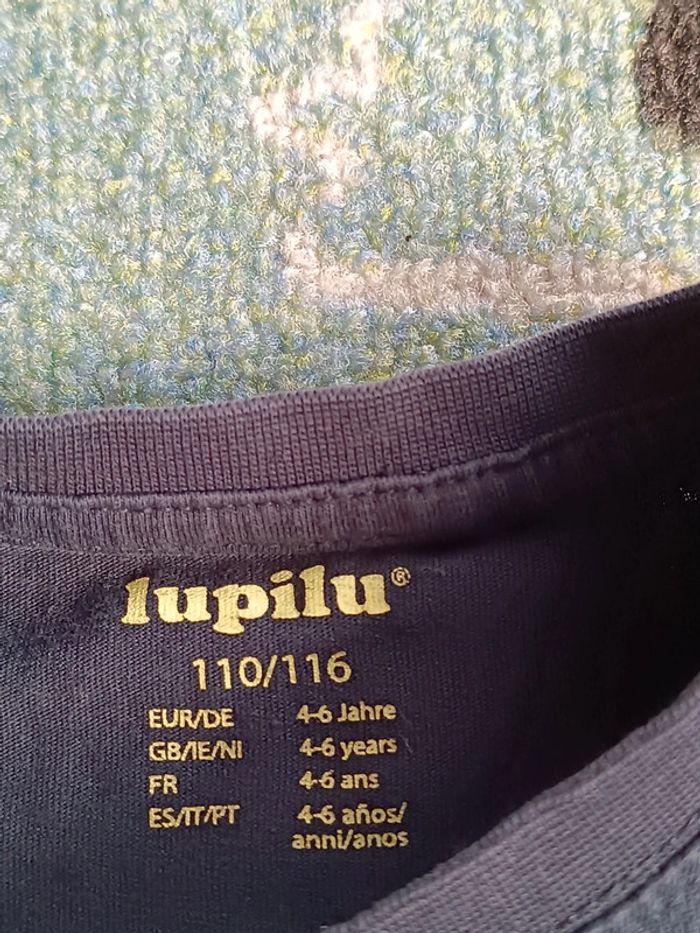 lupilu®
110/116
EUR/DE 4-6 Jahre
GB/IE/NI 4-6 years
FR 4-6 ans
ES/IT/PT 4-6 años/
anni/anos